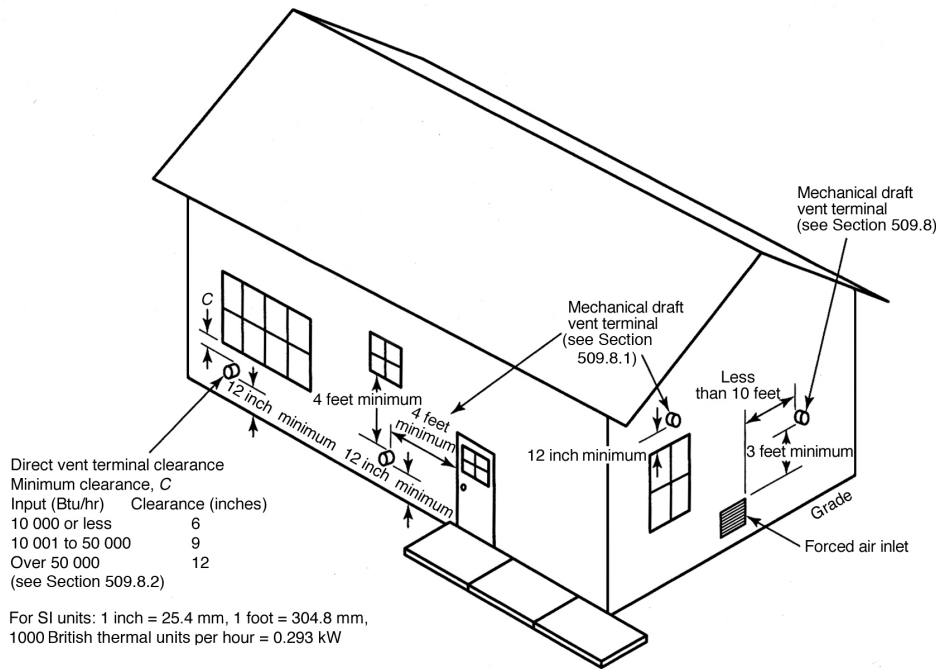 Mechanical draft
vent terminal
(see Section 509.8)
Mechanical draft
vent terminal
(see Section
509.8.1)
C
Less
than 10 feet
4 feet minimum
4 feet
minimum
12 inch minimum
12 inch minimum
12 inch minimum
3 feet minimum
Grade
Forced air inlet
Direct vent terminal clearance
Minimum clearance, C
Input (Btu/hr) Clearance (inches)
10 000 or less 6
10 001 to 50 000 9
Over 50 000 12
(see Section 509.8.2)
For SI units: 1 inch = 25.4 mm, 1 foot = 304.8 mm,
1000 British thermal units per hour = 0.293 kW